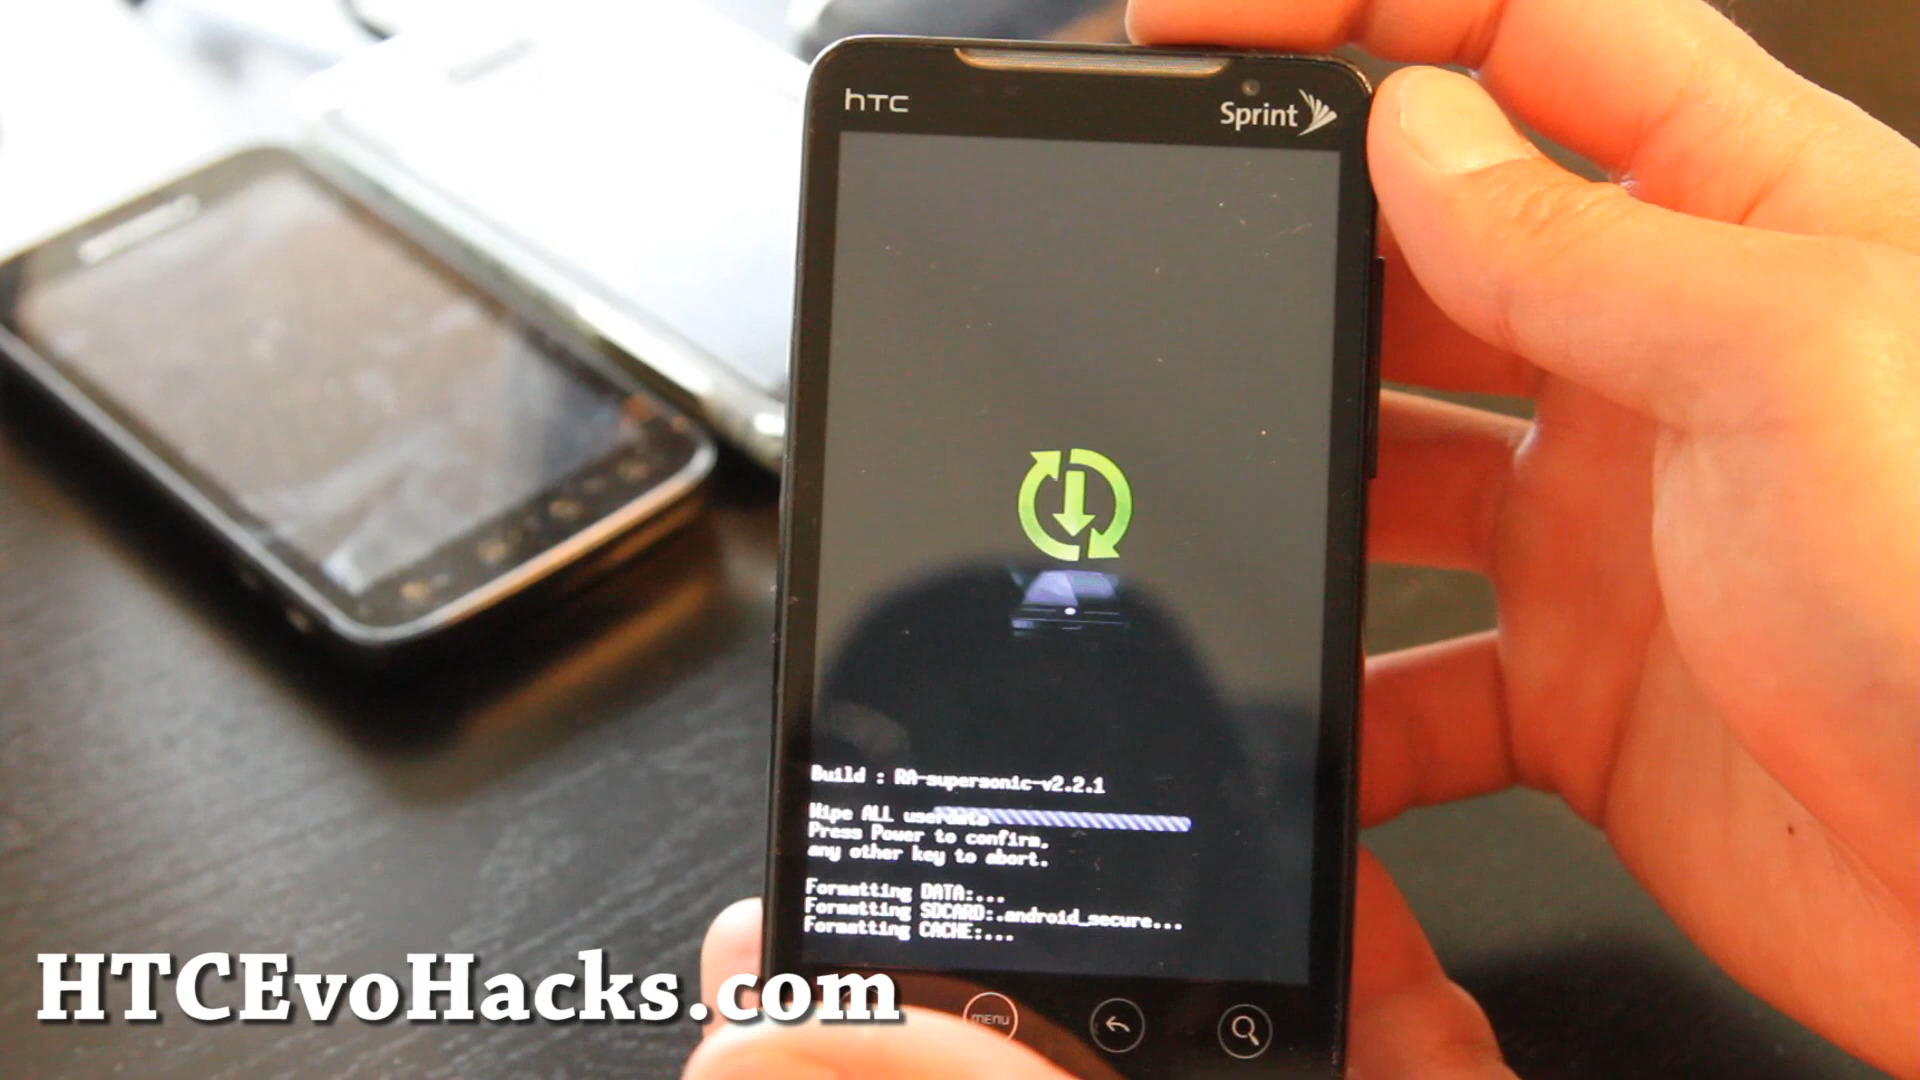 hTC
Sprint
Build : RA-supersonic-v2.2.1
Wipe ALL userdata
Press Power to confirm,
any other key to abort.
Formatting DATA:...
Formatting SDCARD:.android_secure...
Formatting CACHE:...
HTCEvoHacks.com
MENU